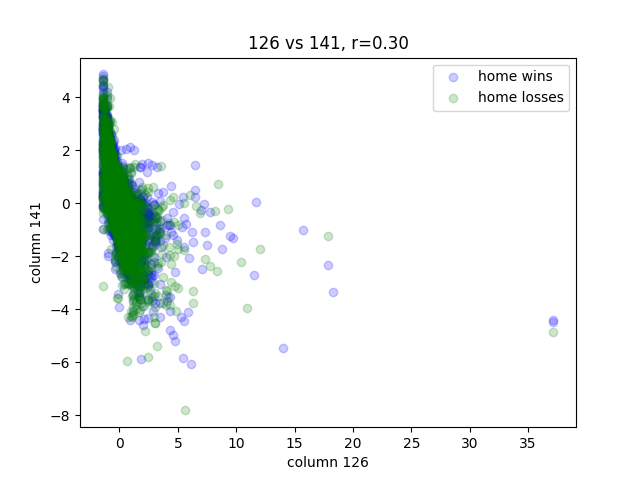 126 vs 141, r=0.30
home wins
home losses
4
2
0
−2
−4
−6
−8
column 141
0 5 10 15 20 25 30 35
column 126